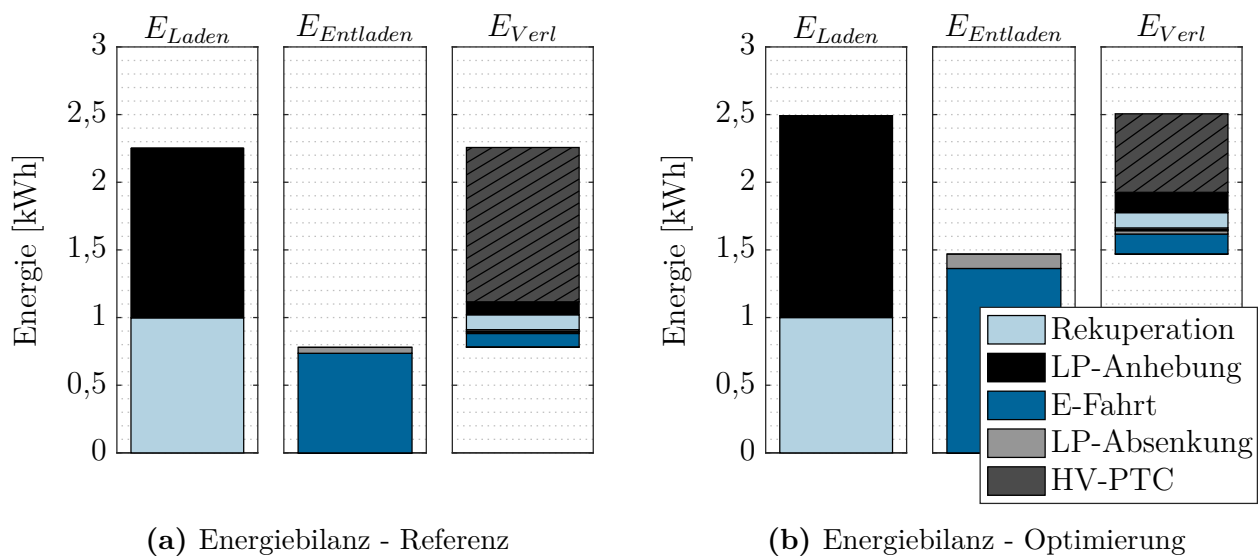 E_Laden E_Entladen E_Verl
3
2,5
2
1,5
1
0,5
0
Energie [kWh]
(a) Energiebilanz - Referenz
E_Laden E_Entladen E_Verl
3
2,5
2
1,5
1
0,5
0
Energie [kWh]
Rekuperation
LP-Anhebung
E-Fahrt
LP-Absenkung
HV-PTC
(b) Energiebilanz - Optimierung